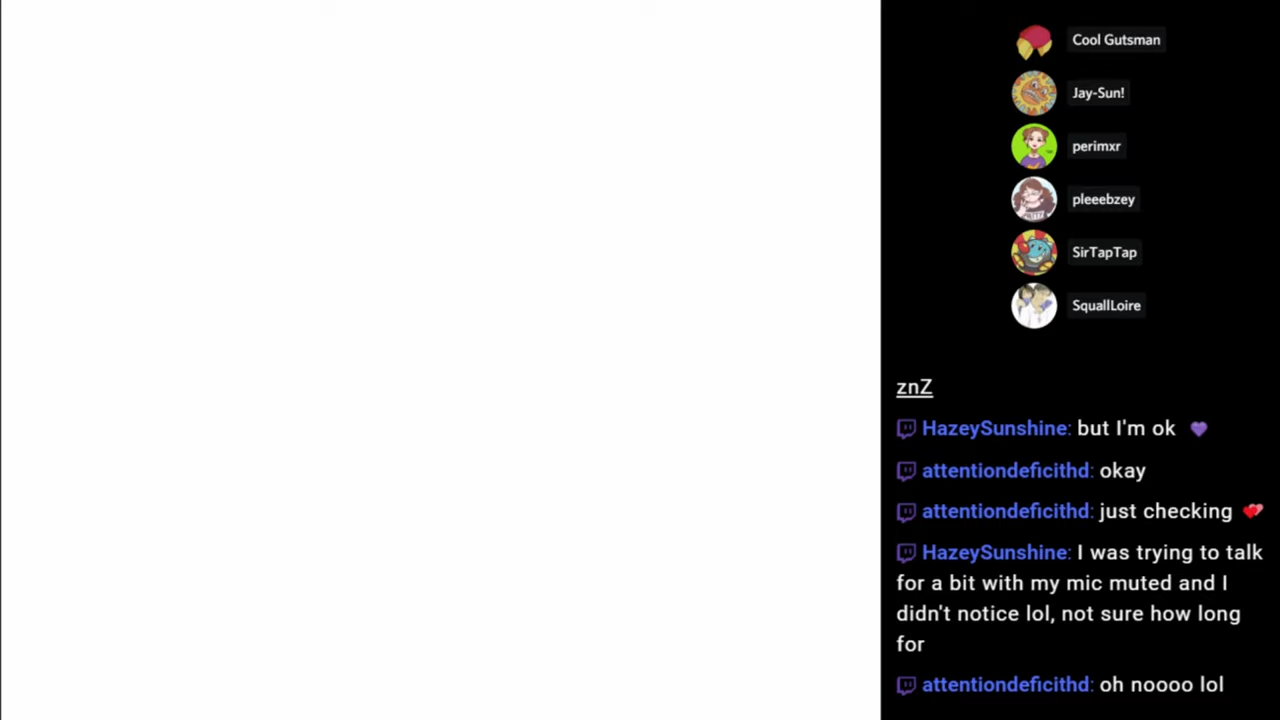 Cool Gutsman
Jay-Sun!
perimxr
pleeebzey
SirTapTap
SquallLoire
znZ
HazeySunshine: but I'm ok 💜
attentiondeficithd: okay
attentiondeficithd: just checking 💕
HazeySunshine: I was trying to talk
for a bit with my mic muted and I
didn't notice lol, not sure how long
for
attentiondeficithd: oh noooo lol